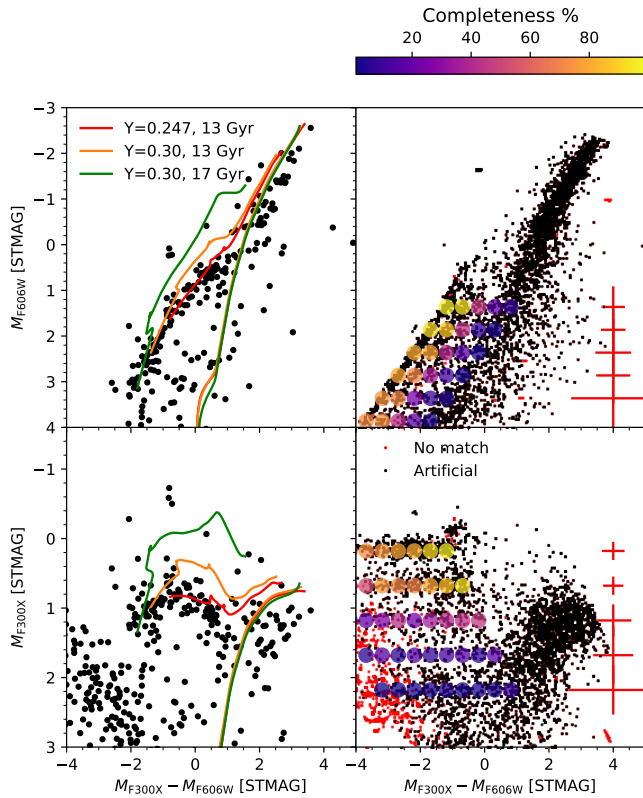 Completeness %
20 40 60 80
−3
−2
−1
0
1
2
3
4
M_F606W [STMAG]
Y=0.247, 13 Gyr
Y=0.30, 13 Gyr
Y=0.30, 17 Gyr
−1
0
1
2
3
M_F300X [STMAG]
No match
Artificial
−4 −2 0 2 4
−4 −2 0 2 4
M_F300X − M_F606W [STMAG]
M_F300X − M_F606W [STMAG]